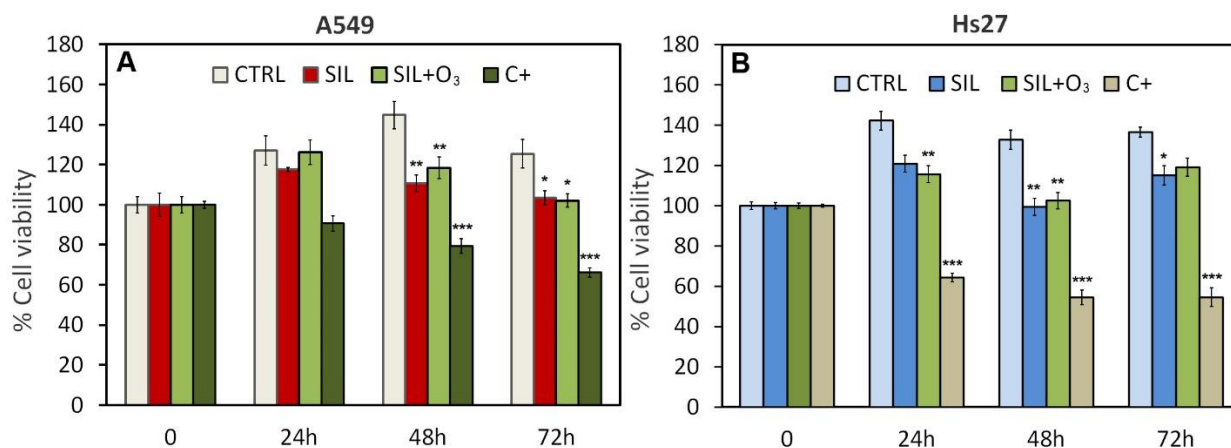 A549
A
CTRL SIL SIL+O₃ C+
% Cell viability
180
160
140
120
100
80
60
40
20
0
** ** *** * * ***
0 24h 48h 72h
Hs27
B
CTRL SIL SIL+O₃ C+
% Cell viability
180
160
140
120
100
80
60
40
20
0
** *** ** ** *** * ***
0 24h 48h 72h